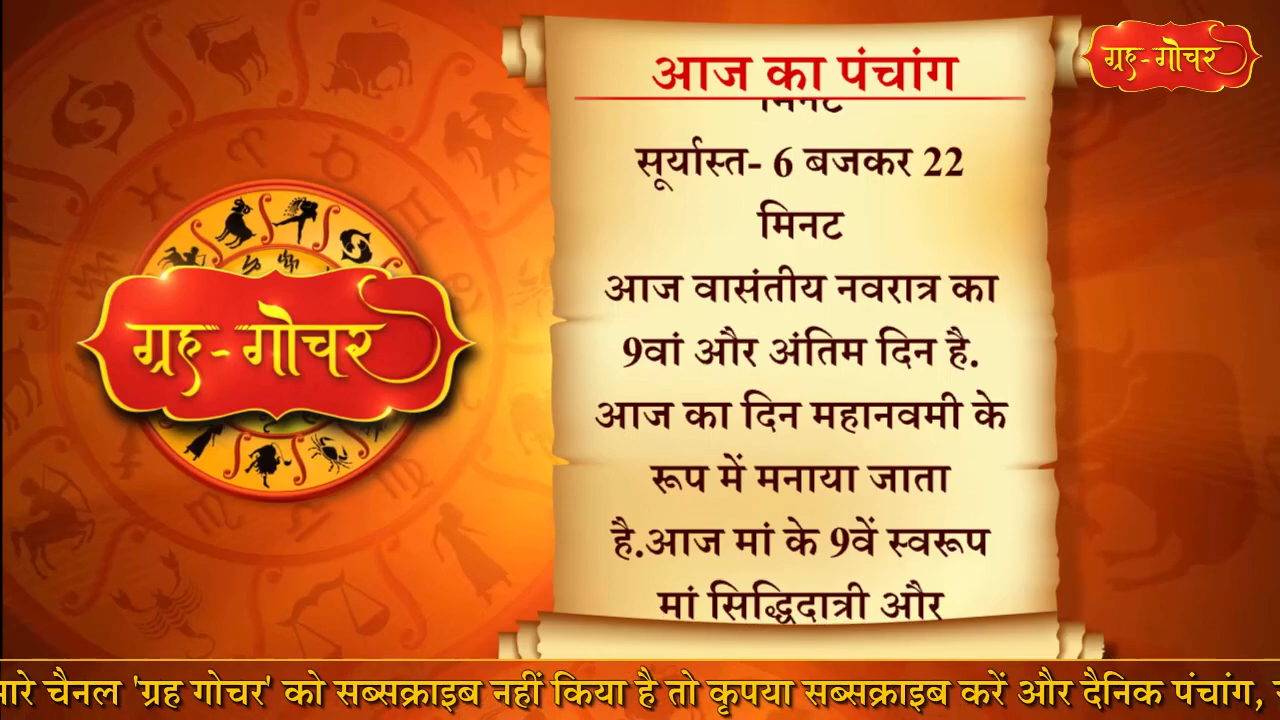 आज का पंचांग
ग्रह-गोचर
मिनट
सूर्यास्त- 6 बजकर 22
मिनट
आज वासंतीय नवरात्र का
9वां और अंतिम दिन है.
आज का दिन महानवमी के
रूप में मनाया जाता
है.आज मां के 9वें स्वरूप
मां सिद्धिदात्री और
ग्रह-गोचर
चैनल 'ग्रह गोचर' को सब्सक्राइब नहीं किया है तो कृपया सब्सक्राइब करें और दैनिक पंचांग,